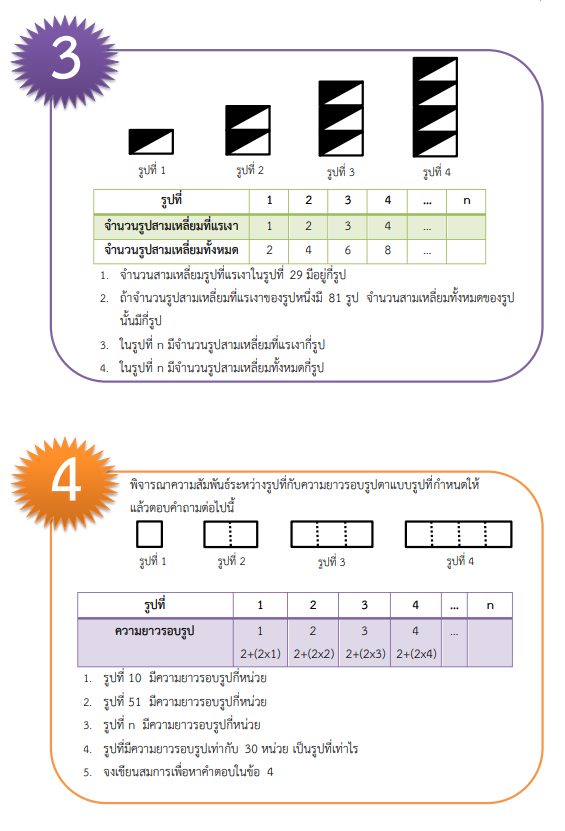 3
รูปที่ 1 รูปที่ 2 รูปที่ 3 รูปที่ 4
รูปที่ 1 2 3 4 ... n
จำนวนรูปสามเหลี่ยมที่แรเงา 1 2 3 4 ...
จำนวนรูปสามเหลี่ยมทั้งหมด 2 4 6 8 ...
1. จำนวนสามเหลี่ยมรูปที่แรเงาในรูปที่ 29 มีอยู่กี่รูป
2. ถ้าจำนวนรูปสามเหลี่ยมที่แรเงาของรูปหนึ่งมี 81 รูป จำนวนสามเหลี่ยมทั้งหมดของรูป
นั้นมีกี่รูป
3. ในรูปที่ n มีจำนวนรูปสามเหลี่ยมที่แรเงากี่รูป
4. ในรูปที่ n มีจำนวนรูปสามเหลี่ยมทั้งหมดกี่รูป
4
พิจารณาความสัมพันธ์ระหว่างรูปที่กับความยาวรอบรูปตาแบบรูปที่กำหนดให้
แล้วตอบคำถามต่อไปนี้
รูปที่ 1 รูปที่ 2 รูปที่ 3 รูปที่ 4
รูปที่ 1 2 3 4 ... n
ความยาวรอบรูป 1 2 3 4 ...
2+(2x1) 2+(2x2) 2+(2x3) 2+(2x4)
1. รูปที่ 10 มีความยาวรอบรูปกี่หน่วย
2. รูปที่ 51 มีความยาวรอบรูปกี่หน่วย
3. รูปที่ n มีความยาวรอบรูปกี่หน่วย
4. รูปที่มีความยาวรอบรูปเท่ากับ 30 หน่วย เป็นรูปที่เท่าไร
5. จงเขียนสมการเพื่อหาคำตอบในข้อ 4